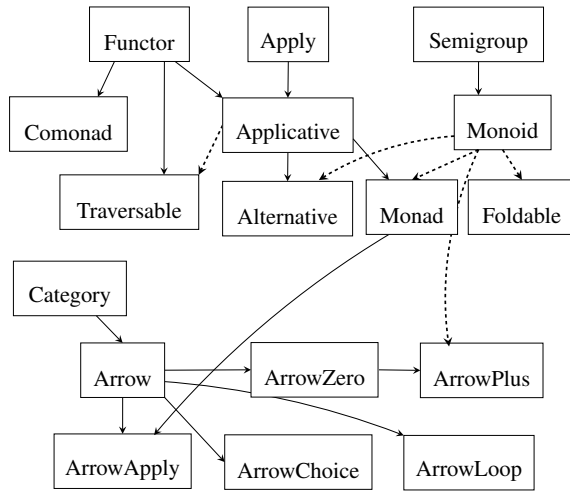 Functor
Apply
Semigroup
Comonad
Applicative
Monoid
Traversable
Alternative
Monad
Foldable
Category
Arrow
ArrowZero
ArrowPlus
ArrowApply
ArrowChoice
ArrowLoop